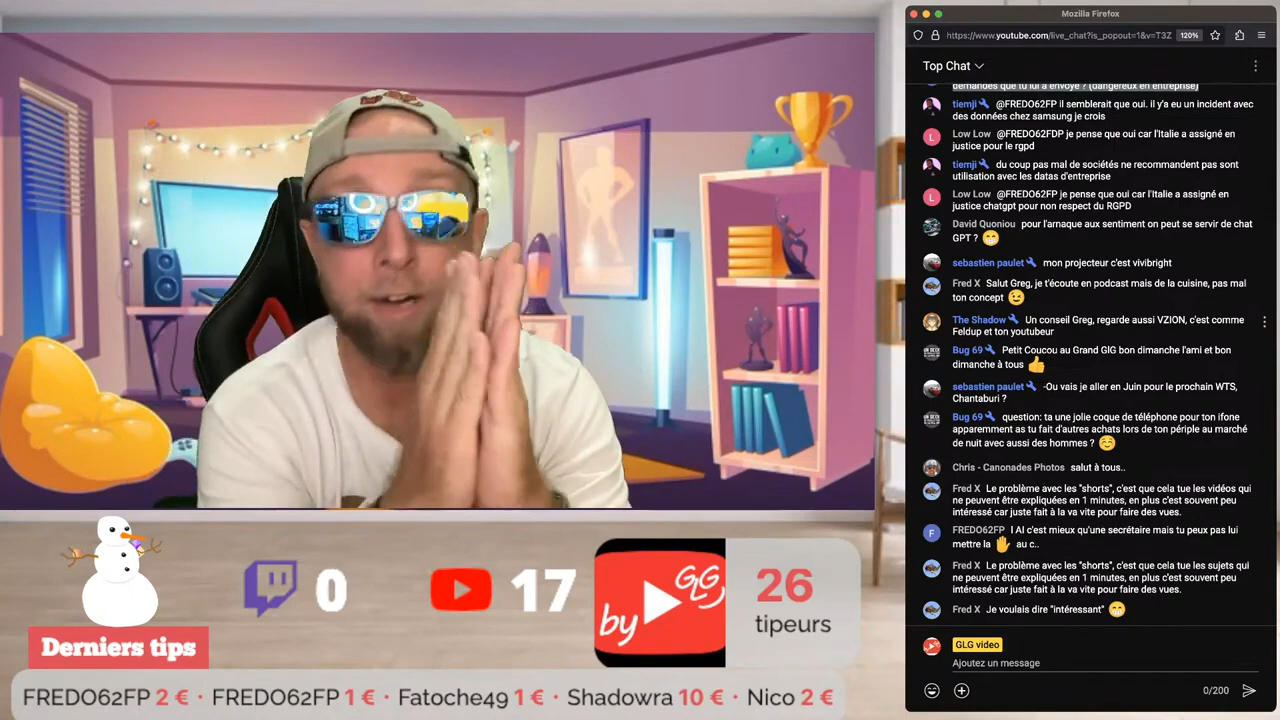 Mozilla Firefox
https://www.youtube.com/live_chat?is_popout=1&v=T3Z
120%
Top Chat
demandes que tu lui a envoyé ? (dangereux en entreprise)
tiemji @FREDO62FP il semblerait que oui. il y'a eu un incident avec
des données chez samsung je crois
L Low Low @FREDO62FDP je pense que oui car l'Italie a assigné en
justice pour le rgpd
tiemji du coup pas mal de sociétés ne recommandent pas son
utilisation avec les datas d'entreprise
L Low Low @FREDO62FP je pense que oui car l'Italie a assigné en
justice chatgpt pour non respect du RGPD
David Quoniou pour l'arnaque aux sentiment on peut se servir de chat
GPT ? 😁
sebastien paulet mon projecteur c'est vivibright
Fred X Salut Greg, je t'écoute en podcast mais de la cuisine, pas mal
ton concept 😉
The Shadow Un conseil Greg, regarde aussi VZION, c'est comme
Feldup et ton youtubeur
Bug 69 Petit Coucou au Grand GIG bon dimanche l'ami et bon
dimanche à tous 👍
sebastien paulet -Ou vais je aller en Juin pour le prochain WTS,
Chantaburi ?
Bug 69 question: ta une jolie coque de téléphone pour ton ifone
apparemment as tu fait d'autres achats lors de ton périple au marché
de nuit avec aussi des hommes ? ☺️
Chris - Canonades Photos salut à tous..
Fred X Le problème avec les "shorts", c'est que cela tue les vidéos qui
ne peuvent être expliquées en 1 minutes, en plus c'est souvent peu
intéressé car juste fait à la va vite pour faire des vues.
F FREDO62FP l AI c'est mieux qu'une secrétaire mais tu peux pas lui
mettre la ✋ au c..
Fred X Le problème avec les "shorts", c'est que cela tue les sujets qui
ne peuvent être expliquées en 1 minutes, en plus c'est souvent peu
intéressé car juste fait à la va vite pour faire des vues.
Fred X Je voulais dire "intéressant" 😁
GLG video
Ajoutez un message
0/200
Derniers tips
0
17
by GLG
26
tipeurs
FREDO62FP 2 € · FREDO62FP 1 € · Fatoche49 1 € · Shadowra 10 € · Nico 2 €